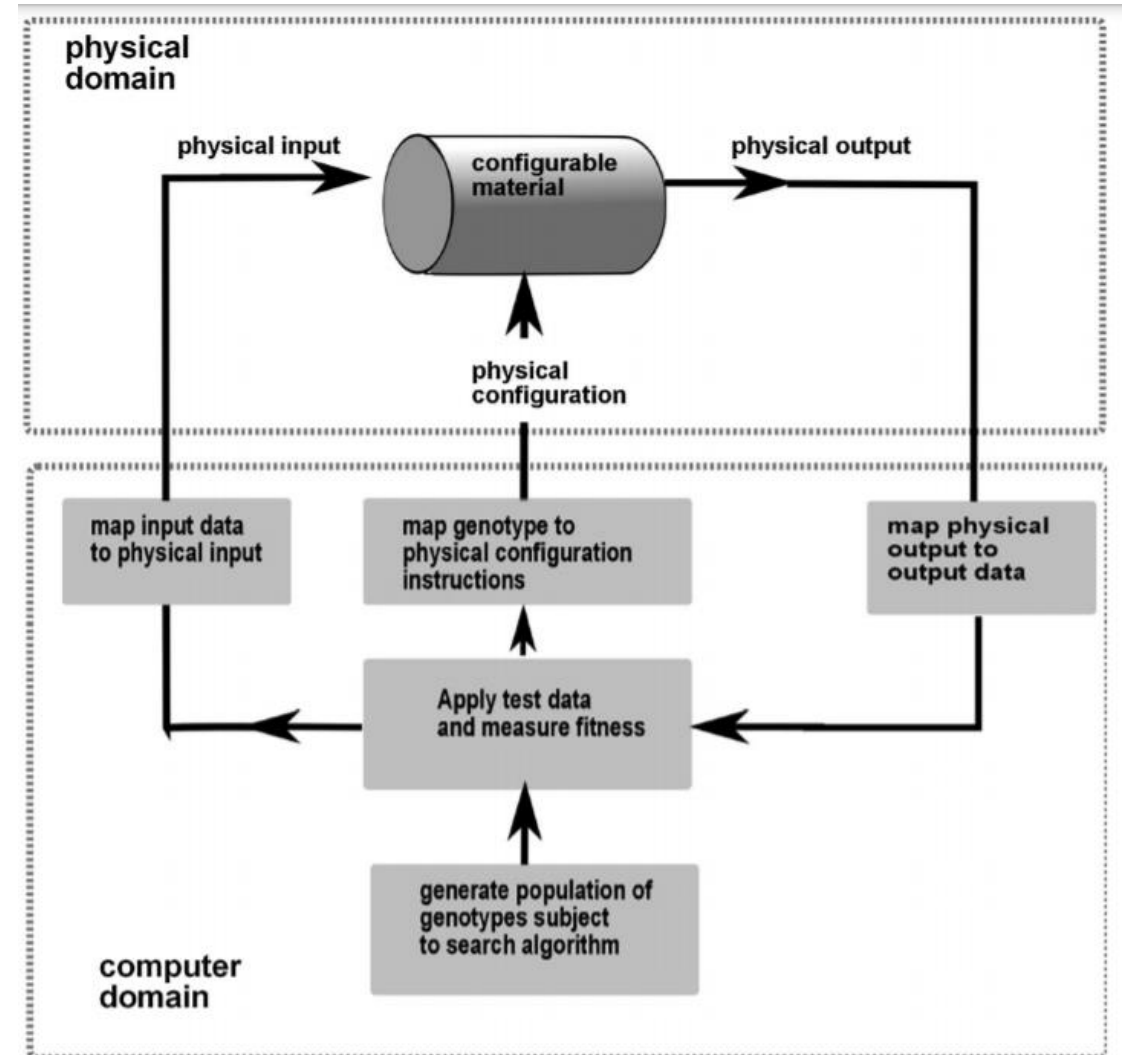 physical
domain
physical input
configurable
material
physical output
physical
configuration
map input data
to physical input
map genotype to
physical configuration
instructions
map physical
output to
output data
Apply test data
and measure fitness
generate population of
genotypes subject
to search algorithm
computer
domain